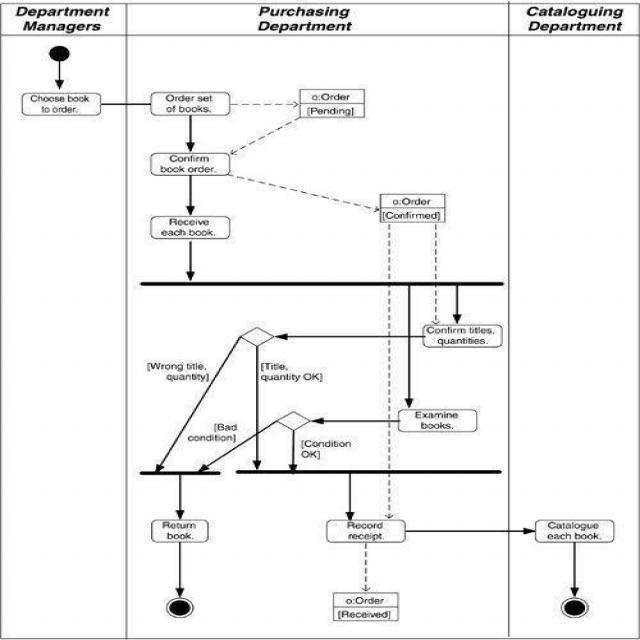 Department
Managers
Purchasing
Department
Cataloguing
Department
Choose book
to order.
Order set
of books.
o:Order
[Pending]
Confirm
book order.
o:Order
[Confirmed]
Receive
each book.
Confirm titles,
quantities.
[Wrong title,
quantity]
[Title,
quantity OK]
Examine
books.
[Bad
condition]
[Condition
OK]
Return
book.
Record
receipt.
Catalogue
each book.
o:Order
[Received]